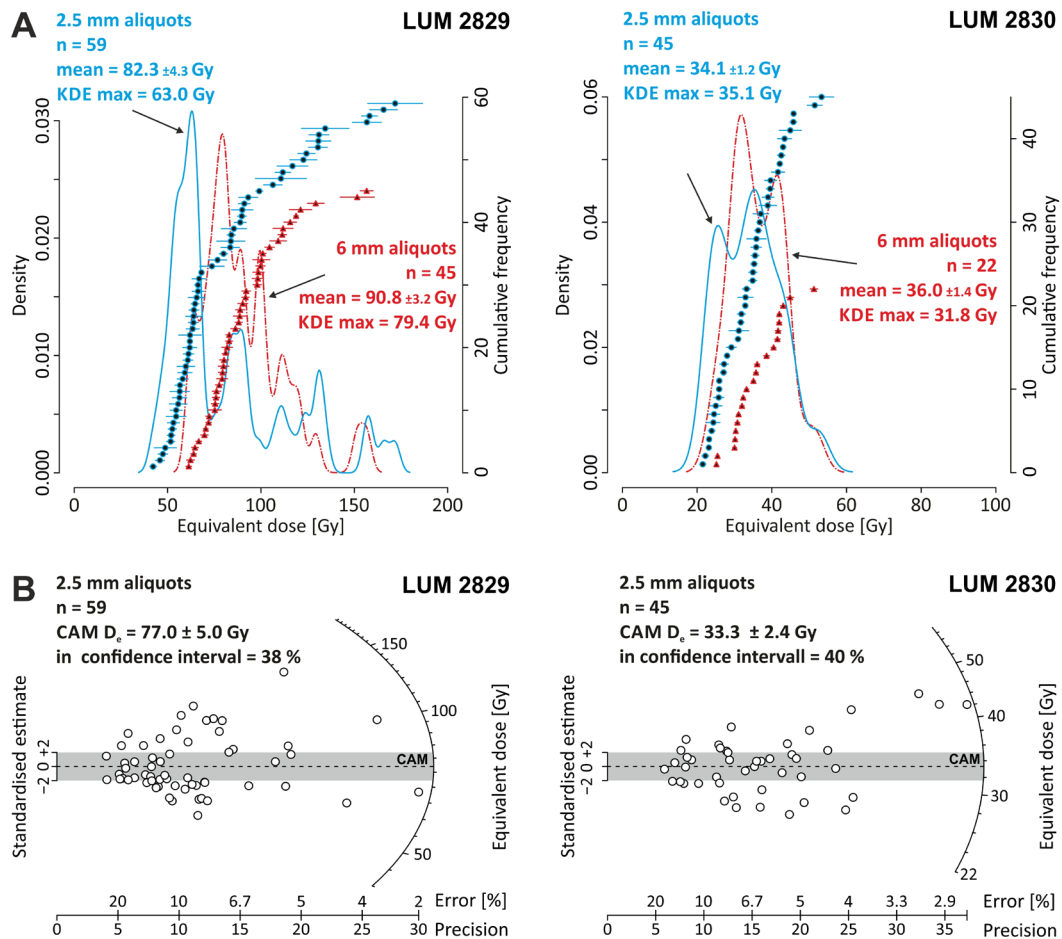 A
2.5 mm aliquots
n = 59
mean = 82.3 ±4.3 Gy
KDE max = 63.0 Gy
LUM 2829
6 mm aliquots
n = 45
mean = 90.8 ±3.2 Gy
KDE max = 79.4 Gy
Density
0.000
0.010
0.020
0.030
Cumulative frequency
0
20
40
60
0 50 100 150 200
Equivalent dose [Gy]
2.5 mm aliquots
n = 45
mean = 34.1 ±1.2 Gy
KDE max = 35.1 Gy
LUM 2830
6 mm aliquots
n = 22
mean = 36.0 ±1.4 Gy
KDE max = 31.8 Gy
Density
0.00
0.02
0.04
0.06
Cumulative frequency
0
10
20
30
40
0 20 40 60 80 100
Equivalent dose [Gy]
B
2.5 mm aliquots
n = 59
CAM De = 77.0 ± 5.0 Gy
in confidence interval = 38 %
LUM 2829
Standardised estimate
−2 0 +2
CAM
150
100
50
Equivalent dose [Gy]
20 10 6.7 5 4 2 Error [%]
0 5 10 15 20 25 30 Precision
2.5 mm aliquots
n = 45
CAM De = 33.3 ± 2.4 Gy
in confidence intervall = 40 %
LUM 2830
Standardised estimate
−2 0 +2
CAM
50
40
30
22
Equivalent dose [Gy]
20 10 6.7 5 4 3.3 2.9 Error [%]
0 5 10 15 20 25 30 35 Precision